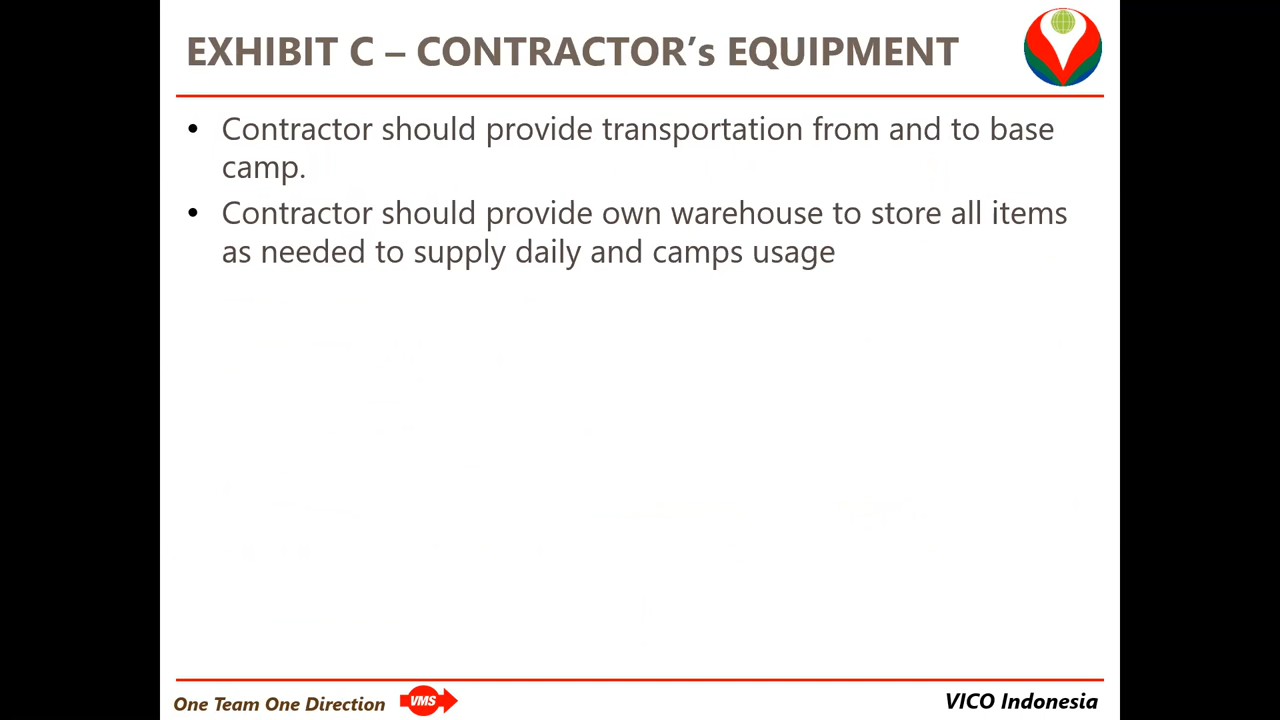 EXHIBIT C – CONTRACTOR’s EQUIPMENT
• Contractor should provide transportation from and to base
camp.
• Contractor should provide own warehouse to store all items
as needed to supply daily and camps usage
One Team One Direction
VMS
VICO Indonesia